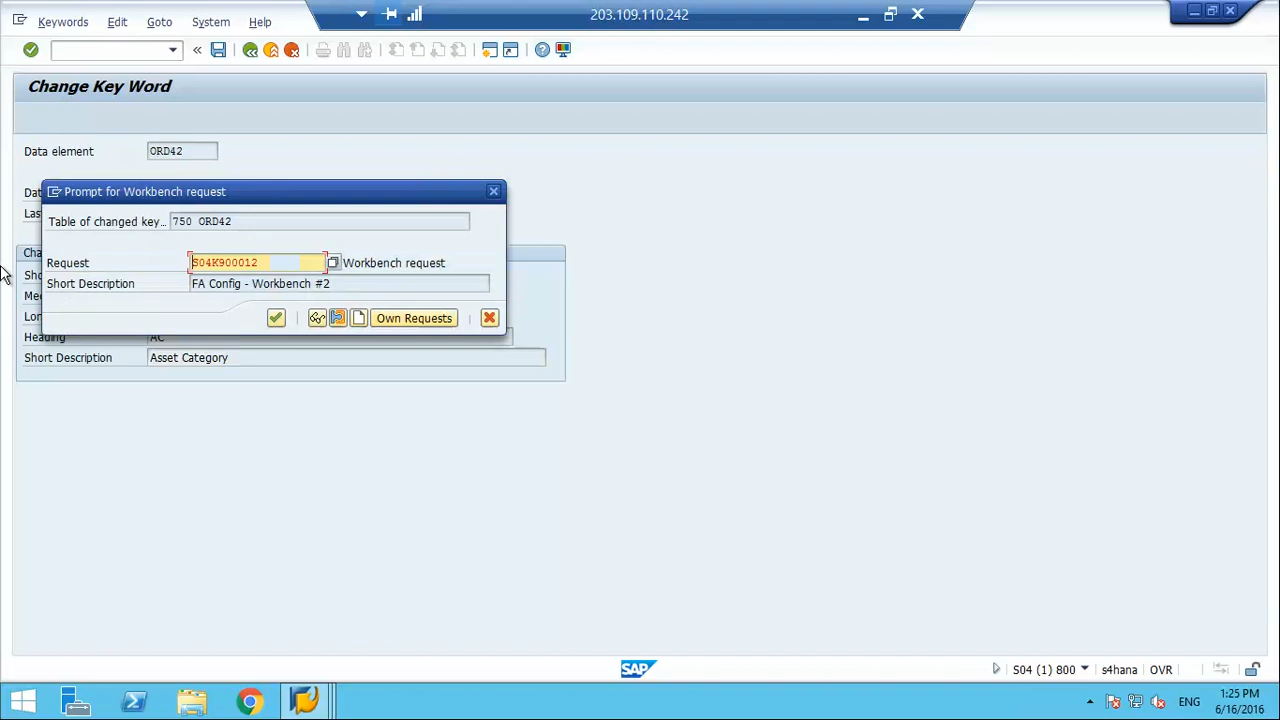 Keywords Edit Goto System Help
203.109.110.242
Change Key Word
Data element ORD42
Prompt for Workbench request
Table of changed key... 750 ORD42
Request S04K900012 Workbench request
Short Description FA Config - Workbench #2
Own Requests
Heading AC
Short Description Asset Category
SAP
S04 (1) 800 s4hana OVR
ENG
1:25 PM
6/16/2016